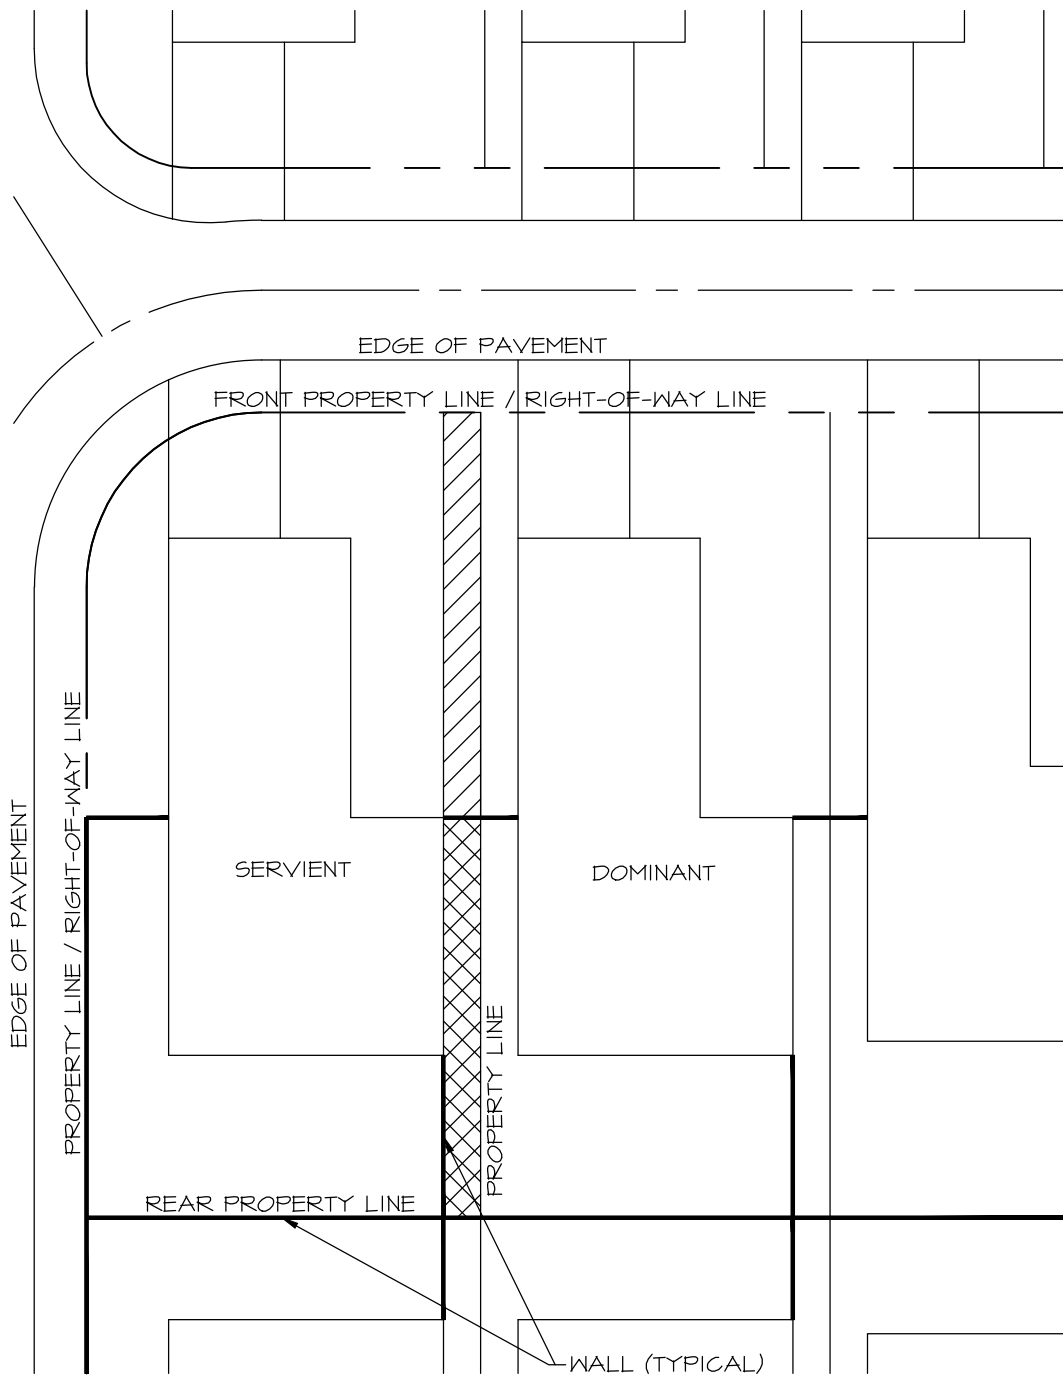 EDGE OF PAVEMENT
FRONT PROPERTY LINE / RIGHT-OF-WAY LINE
PROPERTY LINE / RIGHT-OF-WAY LINE
EDGE OF PAVEMENT
SERVIENT
DOMINANT
PROPERTY LINE
REAR PROPERTY LINE
WALL (TYPICAL)